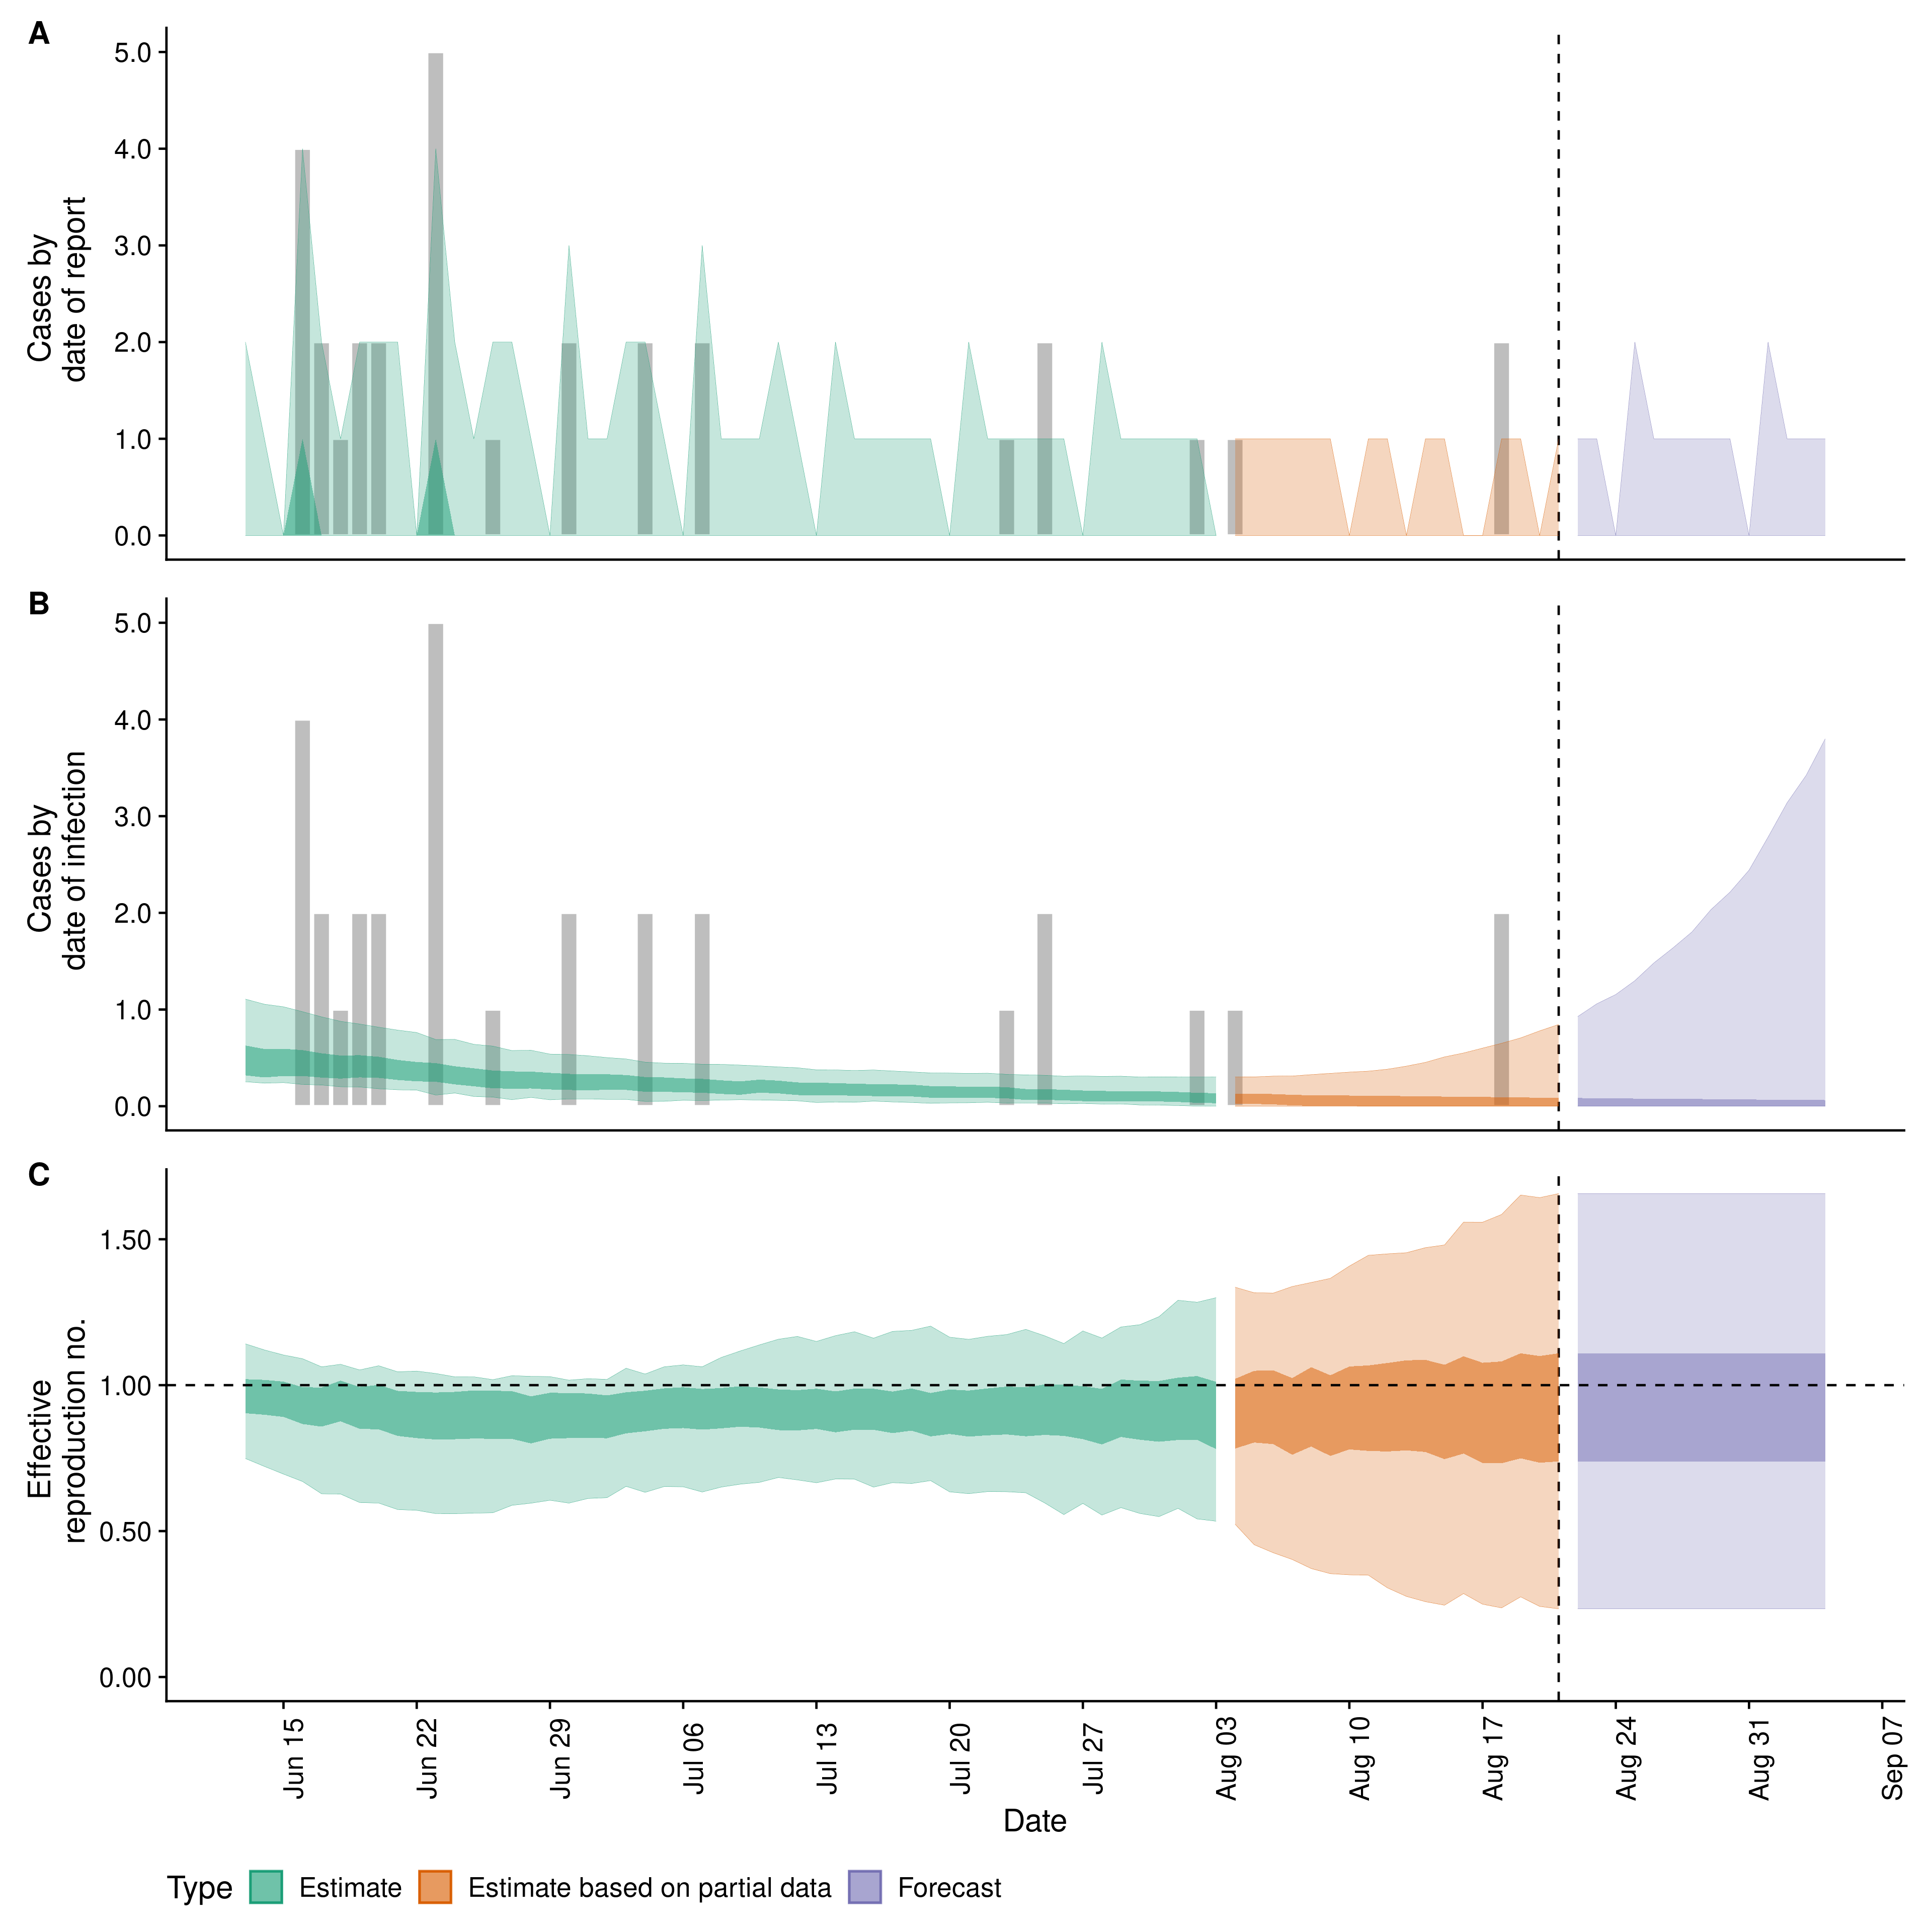 A
5.0
4.0
3.0
2.0
1.0
0.0
Cases by
date of report
B
5.0
4.0
3.0
2.0
1.0
0.0
Cases by
date of infection
C
1.50
1.00
0.50
0.00
Effective
reproduction no.
Jun 15
Jun 22
Jun 29
Jul 06
Jul 13
Jul 20
Jul 27
Aug 03
Aug 10
Aug 17
Aug 24
Aug 31
Sep 07
Date
Type Estimate Estimate based on partial data Forecast